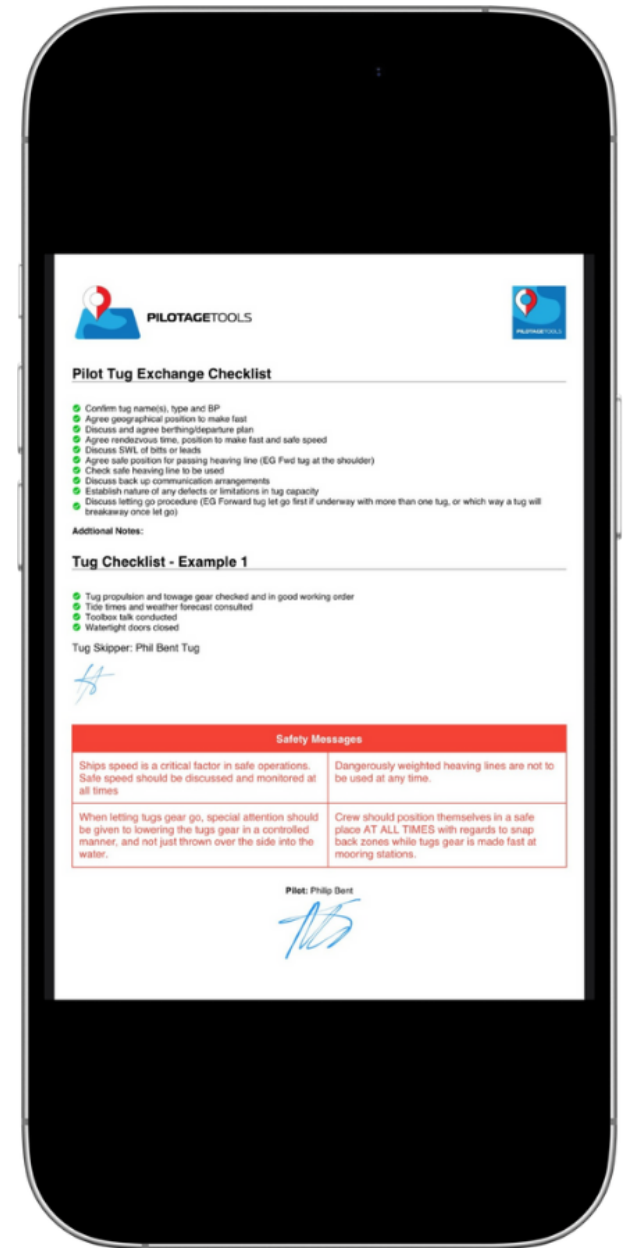 PILOTAGETOOLS
PILOTAGETOOLS
Pilot Tug Exchange Checklist
Confirm tug name(s), type and BP
Agree geographical position to make fast
Discuss and agree berthing/departure plan
Agree rendezvous time, position to make fast and safe speed
Discuss SWL of bitts or leads
Agree safe position for passing heaving line (EG Fwd tug at the shoulder)
Check safe heaving line to be used
Discuss back up communication arrangements
Establish nature of any defects or limitations in tug capacity
Discuss letting go procedure (EG Forward tug let go first if underway with more than one tug, or which way a tug will
breakaway once let go)
Addtional Notes:
Tug Checklist - Example 1
Tug propulsion and towage gear checked and in good working order
Tide times and weather forecast consulted
Toolbox talk conducted
Watertight doors closed
Tug Skipper: Phil Bent Tug
Safety Messages
Ships speed is a critical factor in safe operations.
Safe speed should be discussed and monitored at
all times
Dangerously weighted heaving lines are not to
be used at any time.
When letting tugs gear go, special attention should
be given to lowering the tugs gear in a controlled
manner, and not just thrown over the side into the
water.
Crew should position themselves in a safe
place AT ALL TIMES with regards to snap
back zones while tugs gear is made fast at
mooring stations.
Pilot: Philip Bent